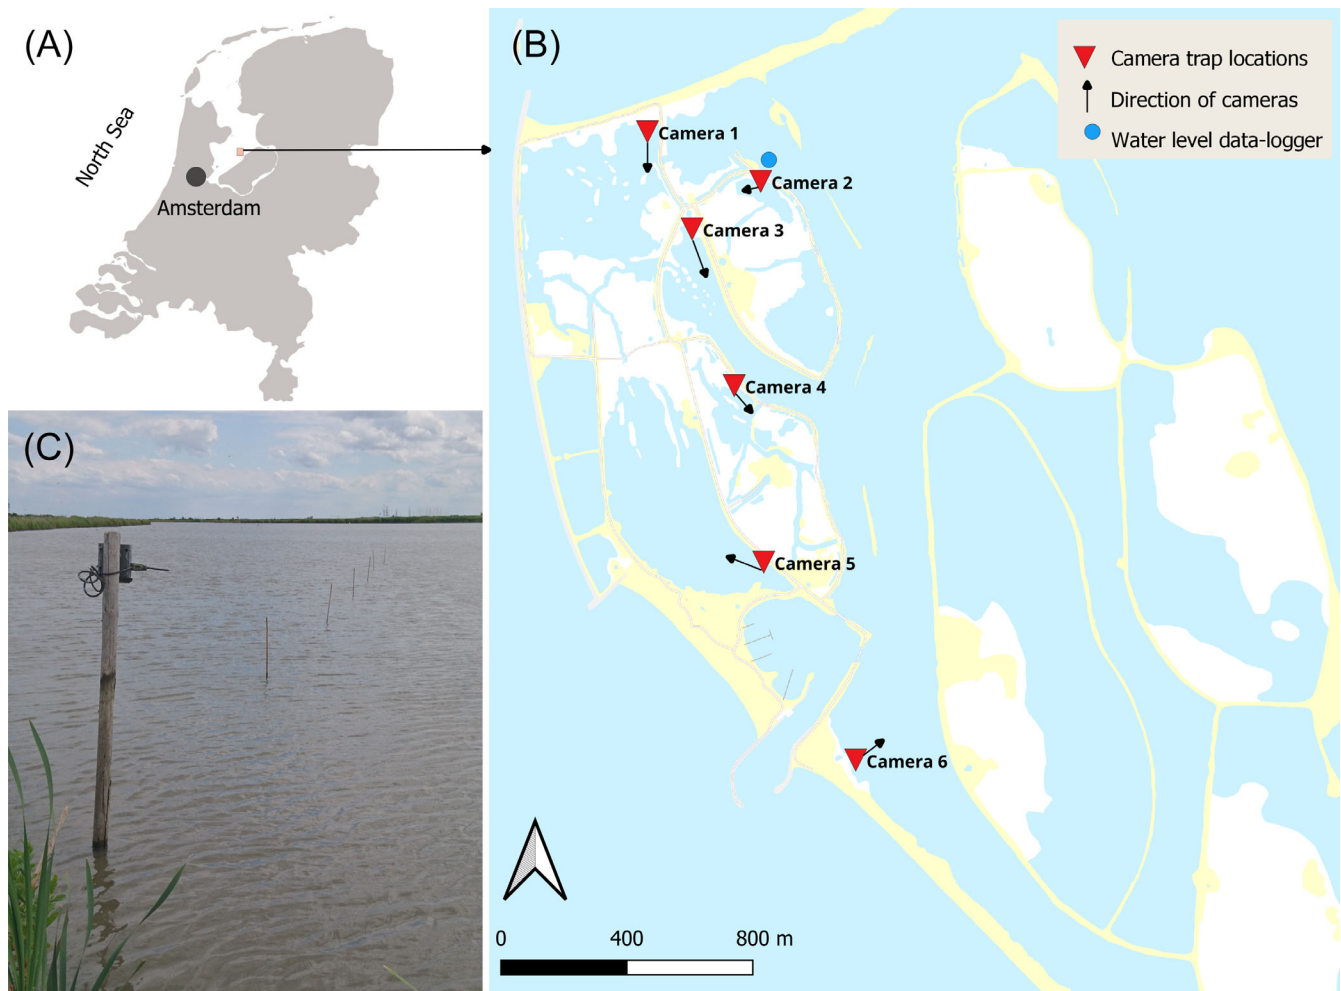 (A)
North Sea
Amsterdam
(B)
Camera trap locations
Direction of cameras
Water level data-logger
Camera 1
Camera 2
Camera 3
Camera 4
Camera 5
Camera 6
0 400 800 m
(C)